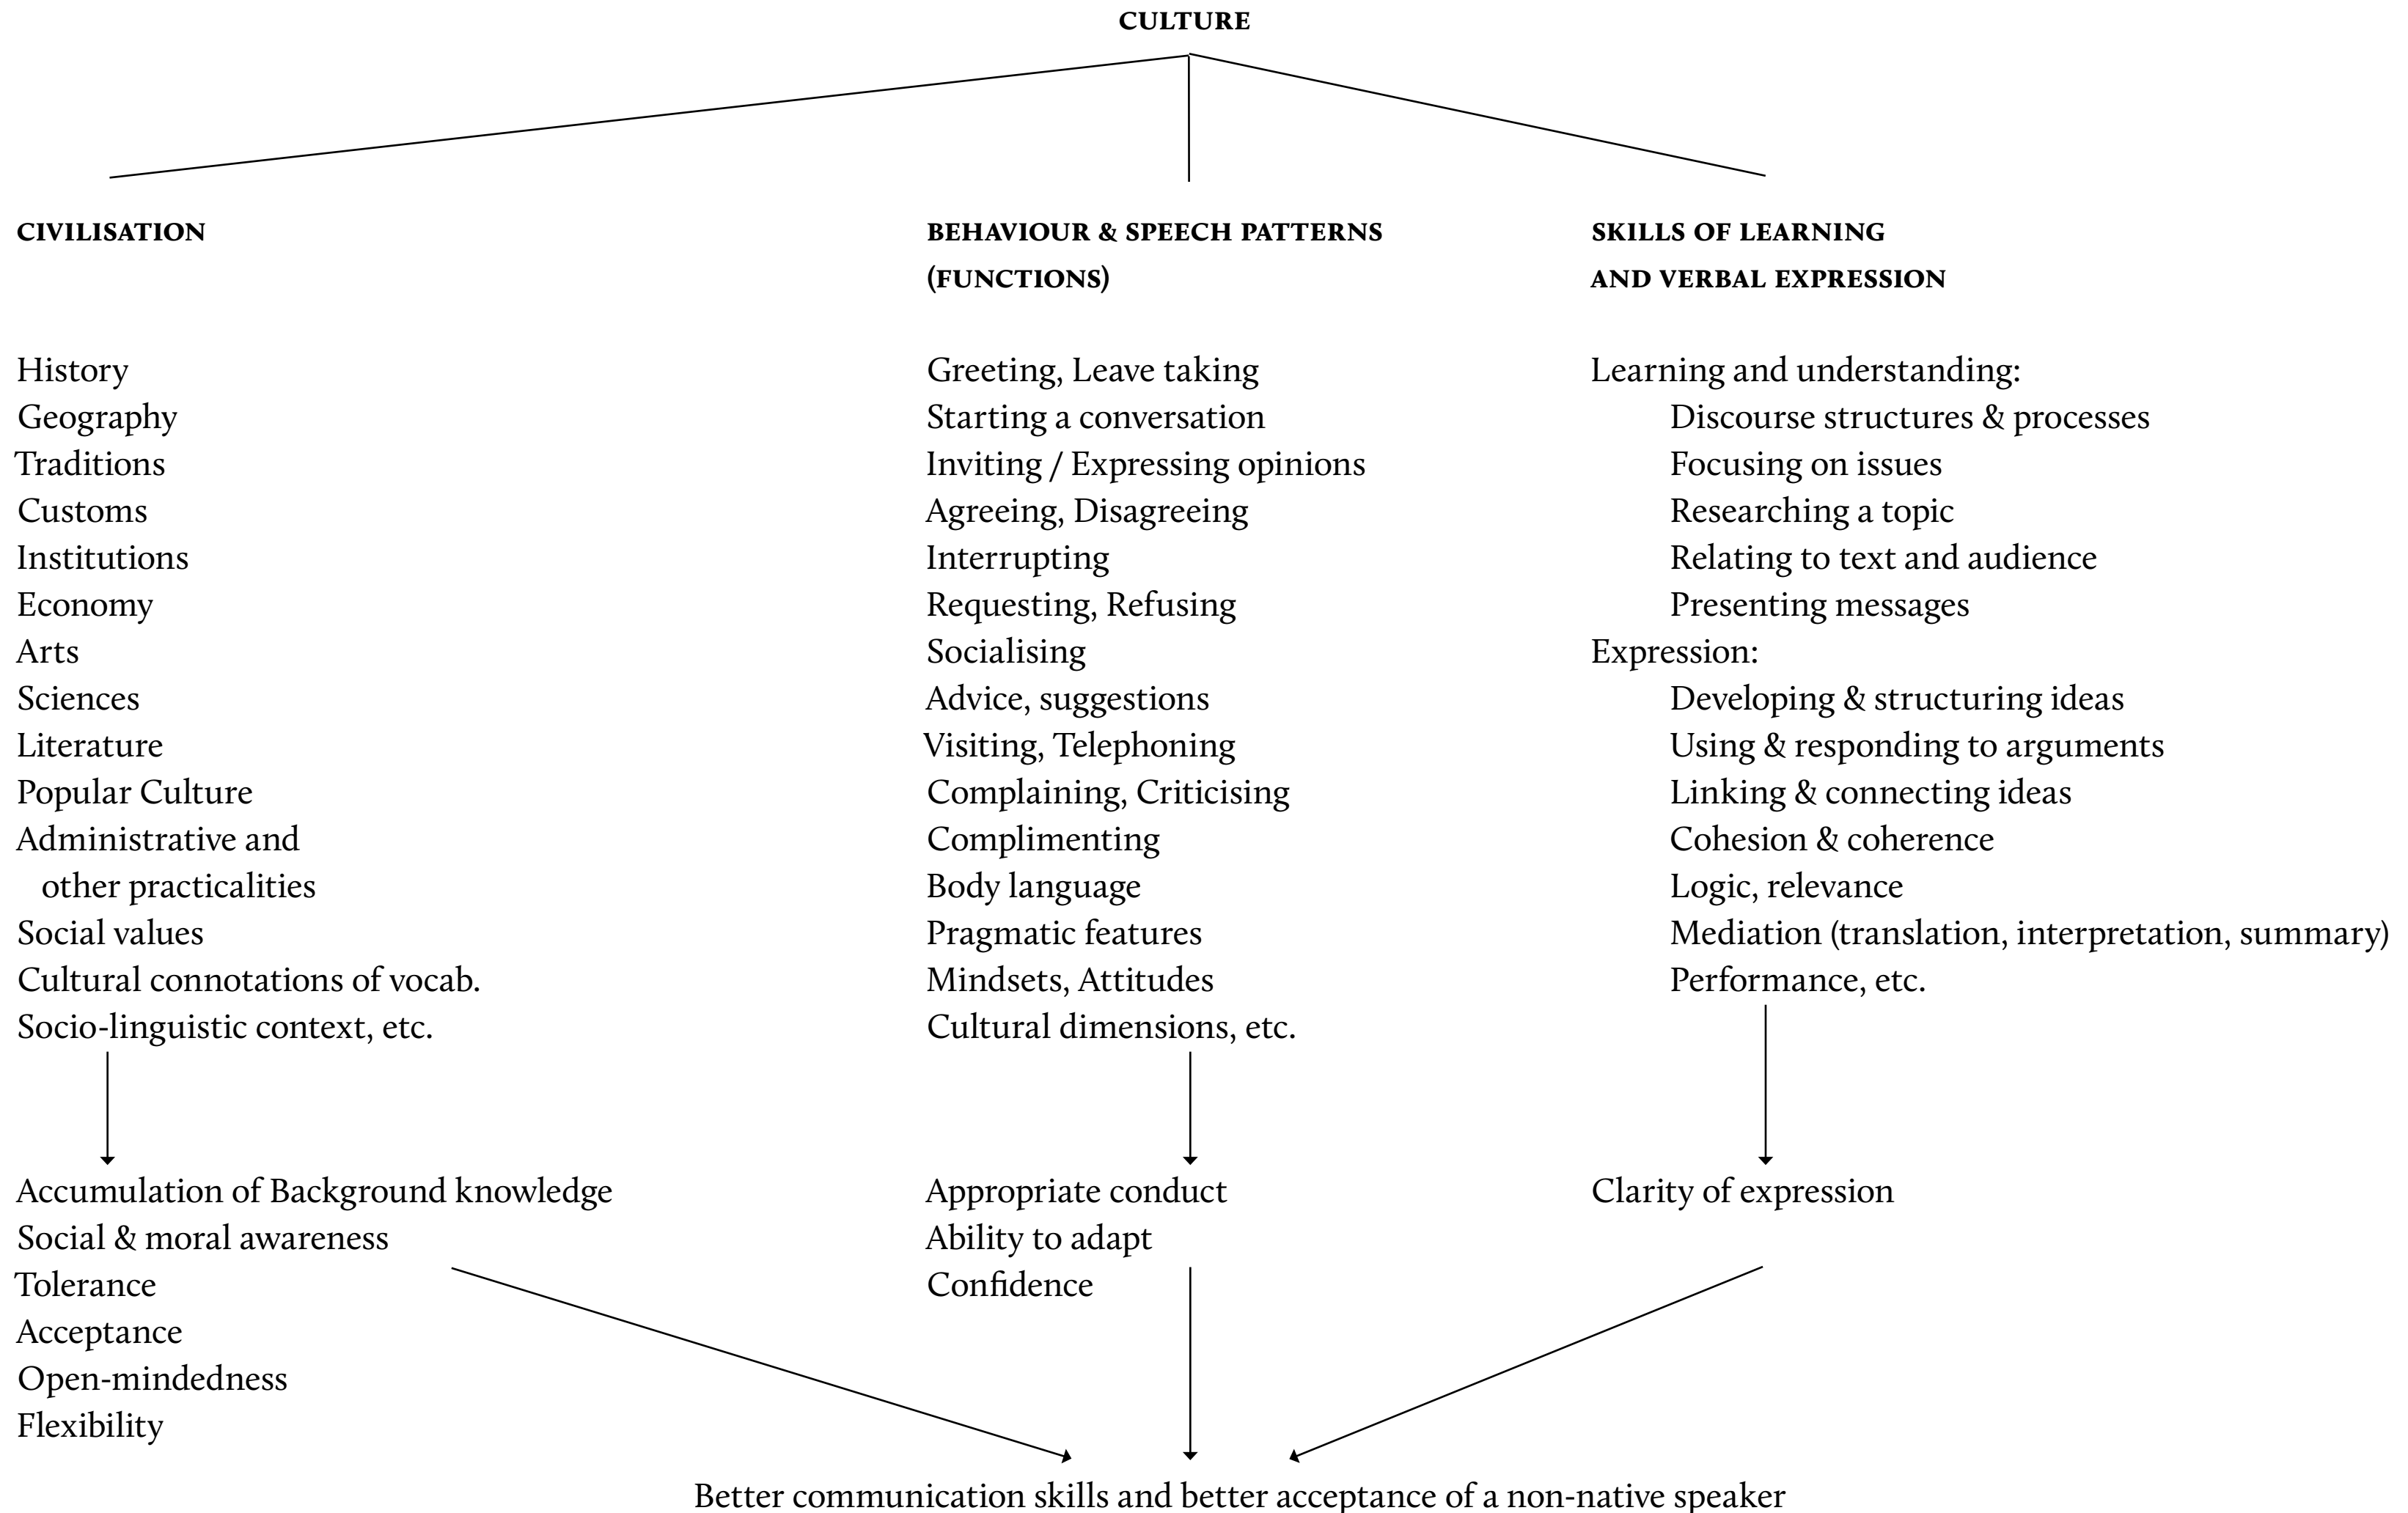 CULTURE
CIVILISATION
History
Geography
Traditions
Customs
Institutions
Economy
Arts
Sciences
Literature
Popular Culture
Administrative and
other practicalities
Social values
Cultural connotations of vocab.
Socio-linguistic context, etc.
Accumulation of Background knowledge
Social & moral awareness
Tolerance
Acceptance
Open-mindedness
Flexibility
BEHAVIOUR & SPEECH PATTERNS
(FUNCTIONS)
Greeting, Leave taking
Starting a conversation
Inviting / Expressing opinions
Agreeing, Disagreeing
Interrupting
Requesting, Refusing
Socialising
Advice, suggestions
Visiting, Telephoning
Complaining, Criticising
Complimenting
Body language
Pragmatic features
Mindsets, Attitudes
Cultural dimensions, etc.
Appropriate conduct
Ability to adapt
Confidence
SKILLS OF LEARNING
AND VERBAL EXPRESSION
Learning and understanding:
Discourse structures & processes
Focusing on issues
Researching a topic
Relating to text and audience
Presenting messages
Expression:
Developing & structuring ideas
Using & responding to arguments
Linking & connecting ideas
Cohesion & coherence
Logic, relevance
Mediation (translation, interpretation, summary)
Performance, etc.
Clarity of expression
Better communication skills and better acceptance of a non-native speaker